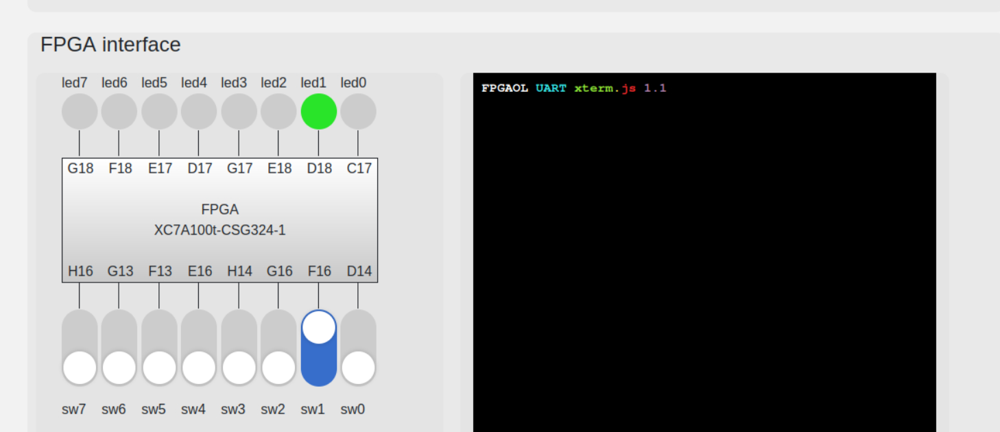 FPGA interface
led7 led6 led5 led4 led3 led2 led1 led0
FPGAOL UART xterm.js 1.1
G18 F18 E17 D17 G17 E18 D18 C17
FPGA
XC7A100t-CSG324-1
H16 G13 F13 E16 H14 G16 F16 D14
sw7 sw6 sw5 sw4 sw3 sw2 sw1 sw0